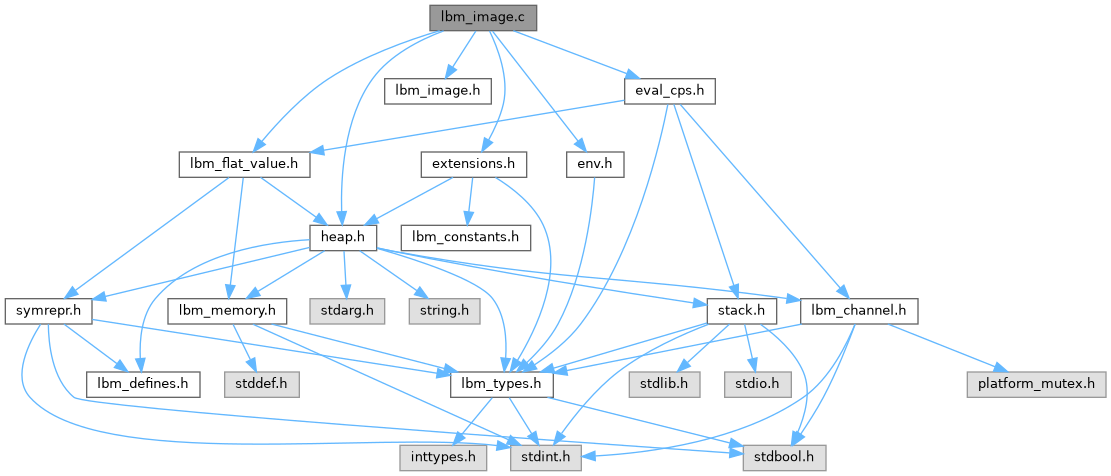 lbm_image.c
lbm_image.h
eval_cps.h
lbm_flat_value.h
extensions.h
env.h
heap.h
lbm_constants.h
symrepr.h
lbm_memory.h
stdarg.h
string.h
stack.h
lbm_channel.h
lbm_defines.h
stddef.h
lbm_types.h
stdlib.h
stdio.h
platform_mutex.h
inttypes.h
stdint.h
stdbool.h